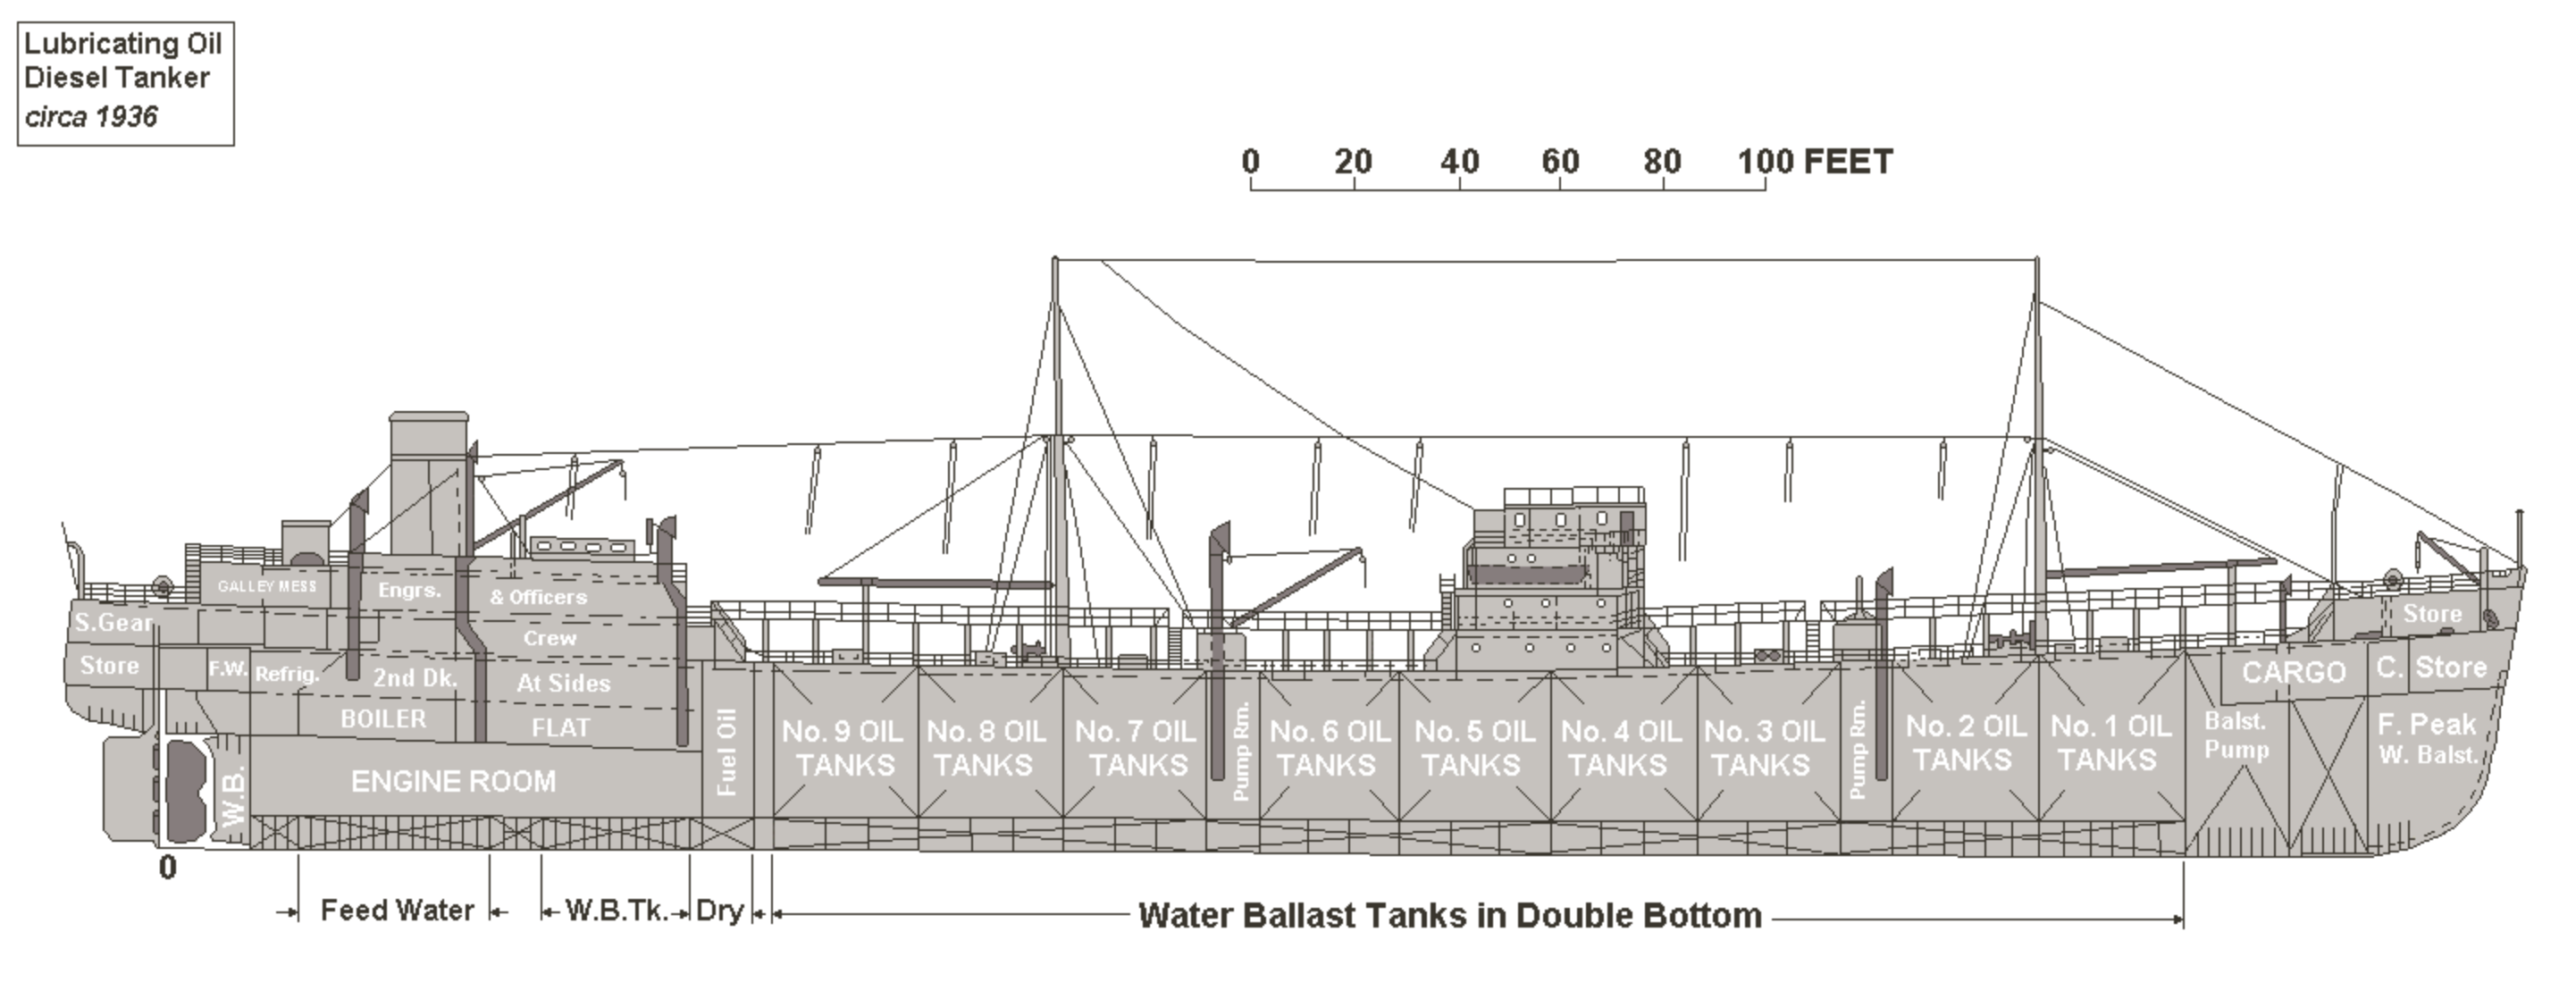 Lubricating Oil
Diesel Tanker
circa 1936
0 20 40 60 80 100 FEET
GALLEY MESS
Engrs.
& Officers
S.Gear
Crew
Store
Store
F.W.
Refrig.
2nd Dk.
At Sides
CARGO
C. Store
BOILER
FLAT
Fuel Oil
No. 9 OIL
TANKS
No. 8 OIL
TANKS
No. 7 OIL
TANKS
Pump Rm.
No. 6 OIL
TANKS
No. 5 OIL
TANKS
No. 4 OIL
TANKS
No. 3 OIL
TANKS
Pump Rm.
No. 2 OIL
TANKS
No. 1 OIL
TANKS
Balst.
Pump
F. Peak
W. Balst.
W.B.
ENGINE ROOM
0
Feed Water
W.B.Tk.
Dry
Water Ballast Tanks in Double Bottom